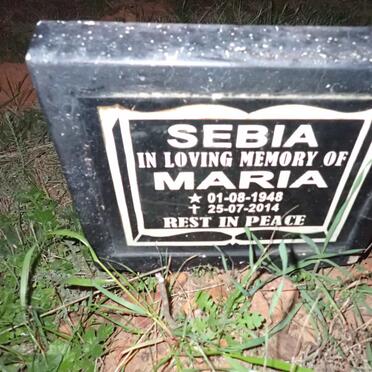 SEBIA
IN LOVING MEMORY OF
MARIA
★ 01-08-1948
✝ 25-07-2014
REST IN PEACE